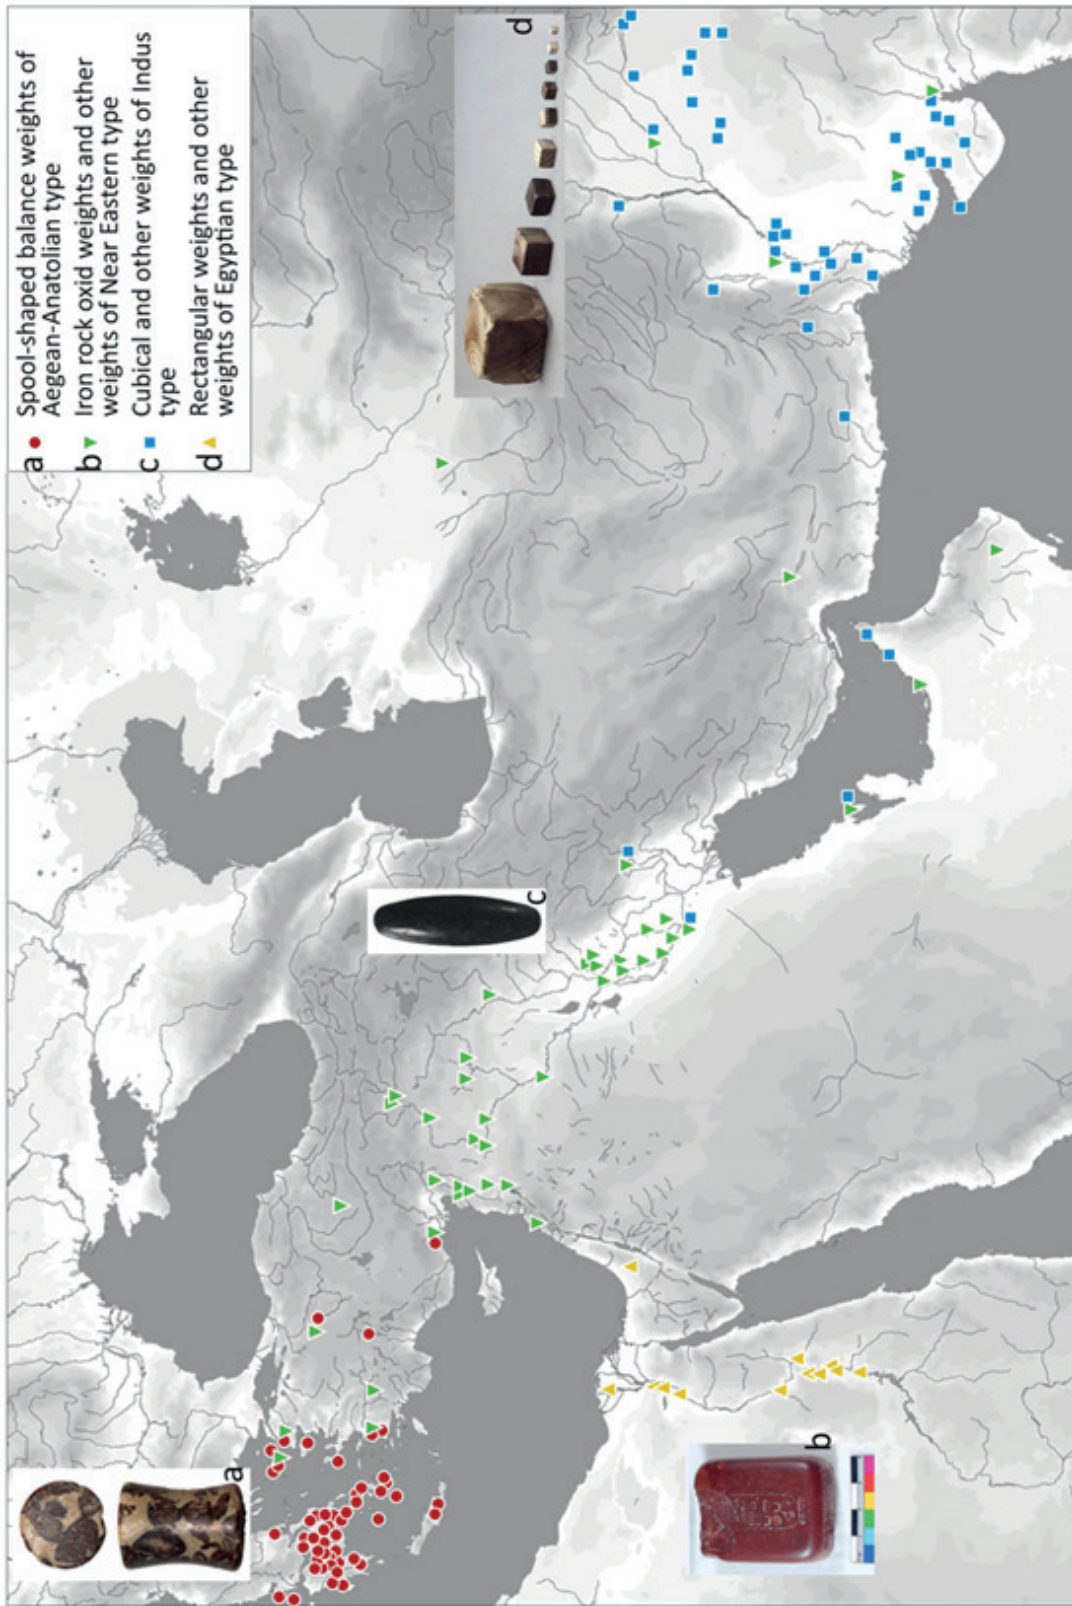 a Spool-shaped balance weights of
Aegean-Anatolian type
b Iron rock oxid weights and other
weights of Near Eastern type
c Cubical and other weights of Indus
type
d Rectangular weights and other
weights of Egyptian type
a
b
c
d